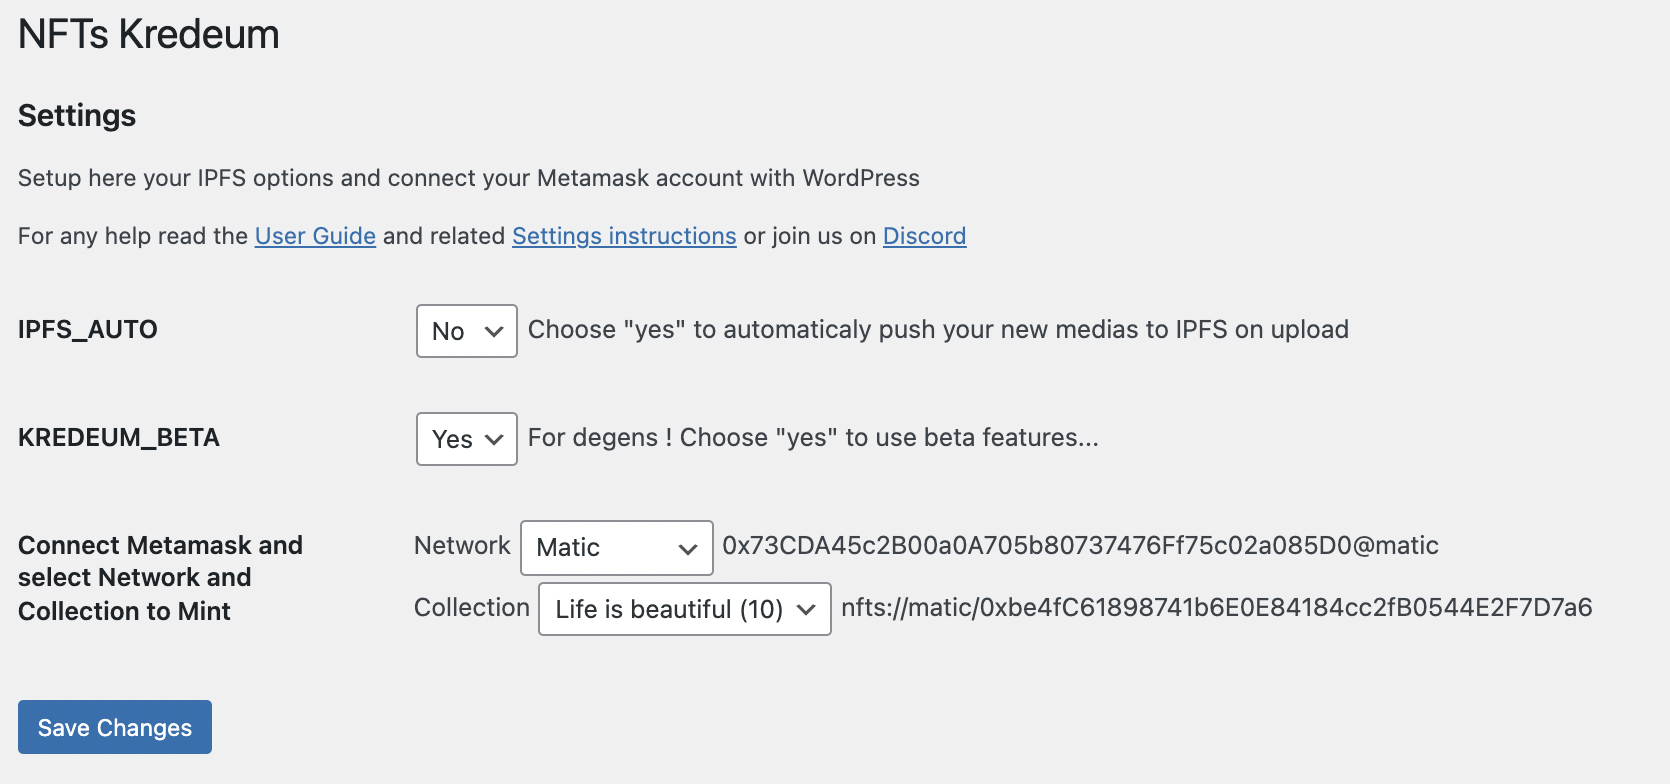 NFTs Kredeum
Settings
Setup here your IPFS options and connect your Metamask account with WordPress
For any help read the User Guide and related Settings instructions or join us on Discord
IPFS_AUTO No Choose "yes" to automaticaly push your new medias to IPFS on upload
KREDEUM_BETA Yes For degens ! Choose "yes" to use beta features...
Connect Metamask and
select Network and
Collection to Mint
Network Matic 0x73CDA45c2B00a0A705b80737476Ff75c02a085D0@matic
Collection Life is beautiful (10) nfts://matic/0xbe4fC61898741b6E0E84184cc2fB0544E2F7D7a6
Save Changes